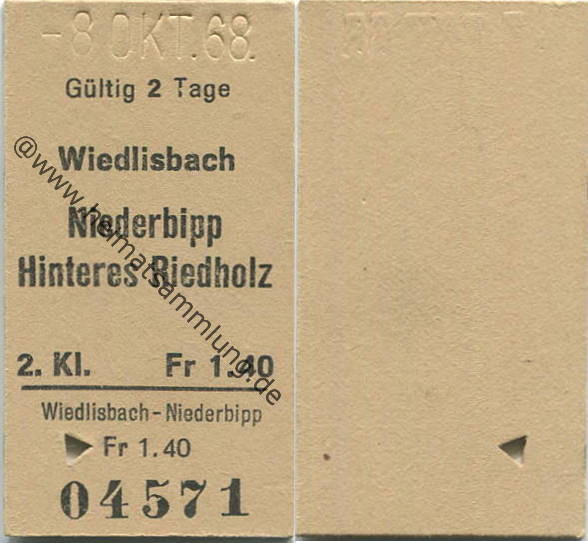 -8 OKT. 68.
Gültig 2 Tage
Wiedlisbach
Niederbipp
Hinteres Riedholz
2. Kl. Fr 1.40
Wiedlisbach-Niederbipp
Fr 1.40
04571
@www.heimatsammlung.de